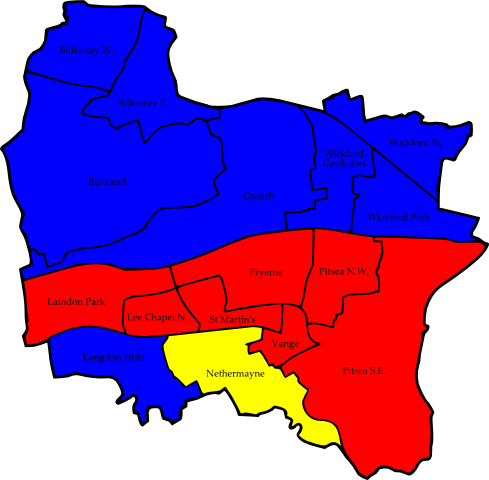 Billericay W.
Billericay E.
Wickford N.
Wickford
Castledon
Burstead
Crouch
Wickford Park
Fryerns
Pitsea N.W.
Laindon Park
Lee Chapel N.
St Martin's
Vange
Langdon Hills
Nethermayne
Pitsea S.E.